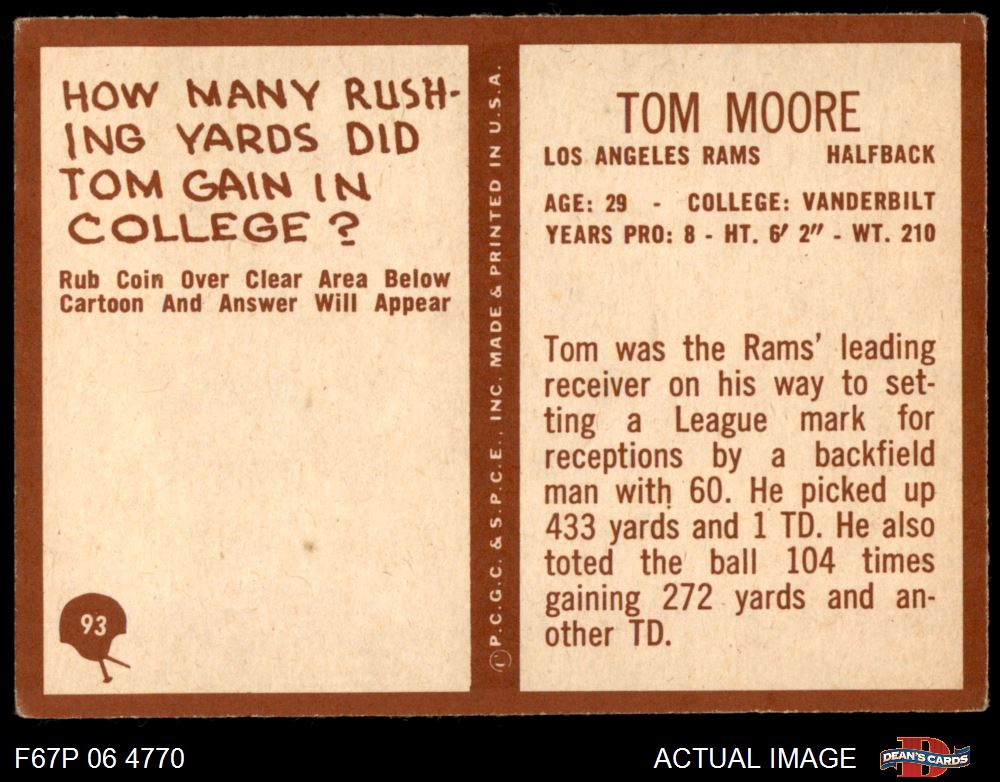 HOW MANY RUSH-
ING YARDS DID
TOM GAIN IN
COLLEGE ?
Rub Coin Over Clear Area Below
Cartoon And Answer Will Appear
93
© P.C.G.C. & S.P.C.E., INC. MADE & PRINTED IN U.S.A.
TOM MOORE
LOS ANGELES RAMS HALFBACK
AGE: 29 - COLLEGE: VANDERBILT
YEARS PRO: 8 - HT. 6' 2" - WT. 210
Tom was the Rams' leading
receiver on his way to set-
ting a League mark for
receptions by a backfield
man with 60. He picked up
433 yards and 1 TD. He also
toted the ball 104 times
gaining 272 yards and an-
other TD.
F67P 06 4770
ACTUAL IMAGE
D
DEAN'S CARDS